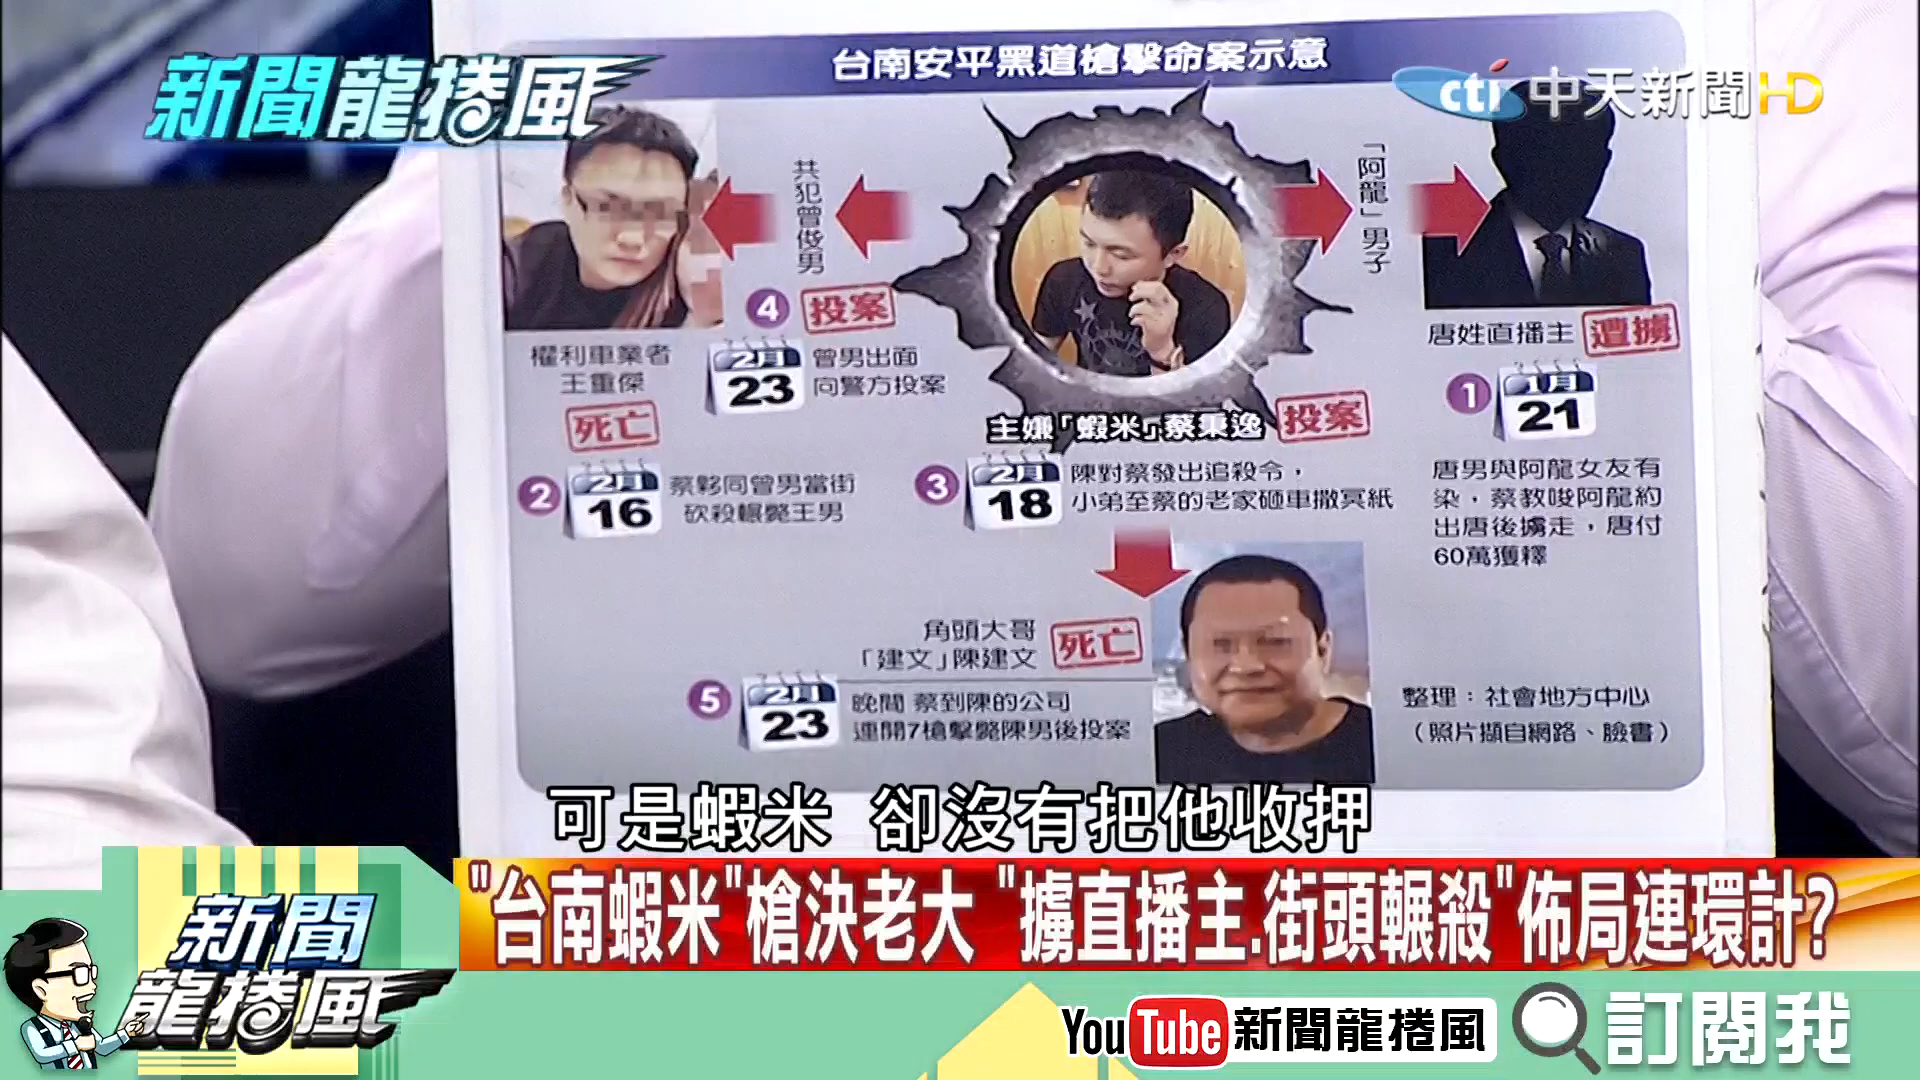 新聞龍捲風
台南安平黑道槍擊命案示意
cti 中天新聞HD
共犯曾俊男
「阿龍」男子
權利車業者
王重傑
死亡
4
投案
2月
23
曾男出面
向警方投案
主嫌「蝦米」蔡秉逸
投案
唐姓直播主
遭擄
1
1月
21
唐男與阿龍女友有
染，蔡教唆阿龍約
出唐後擄走，唐付
60萬獲釋
2
2月
16
蔡夥同曾男當街
砍殺輾斃王男
3
2月
18
陳對蔡發出追殺令，
小弟至蔡的老家砸車撒冥紙
角頭大哥
「建文」陳建文
死亡
5
2月
23
晚間 蔡到陳的公司
連開7槍擊斃陳男後投案
整理：社會地方中心
（照片擷自網路、臉書）
可是蝦米 卻沒有把他收押
"台南蝦米"槍決老大 "擄直播主.街頭輾殺"佈局連環計?
新聞
龍捲風
YouTube 新聞龍捲風 訂閱我